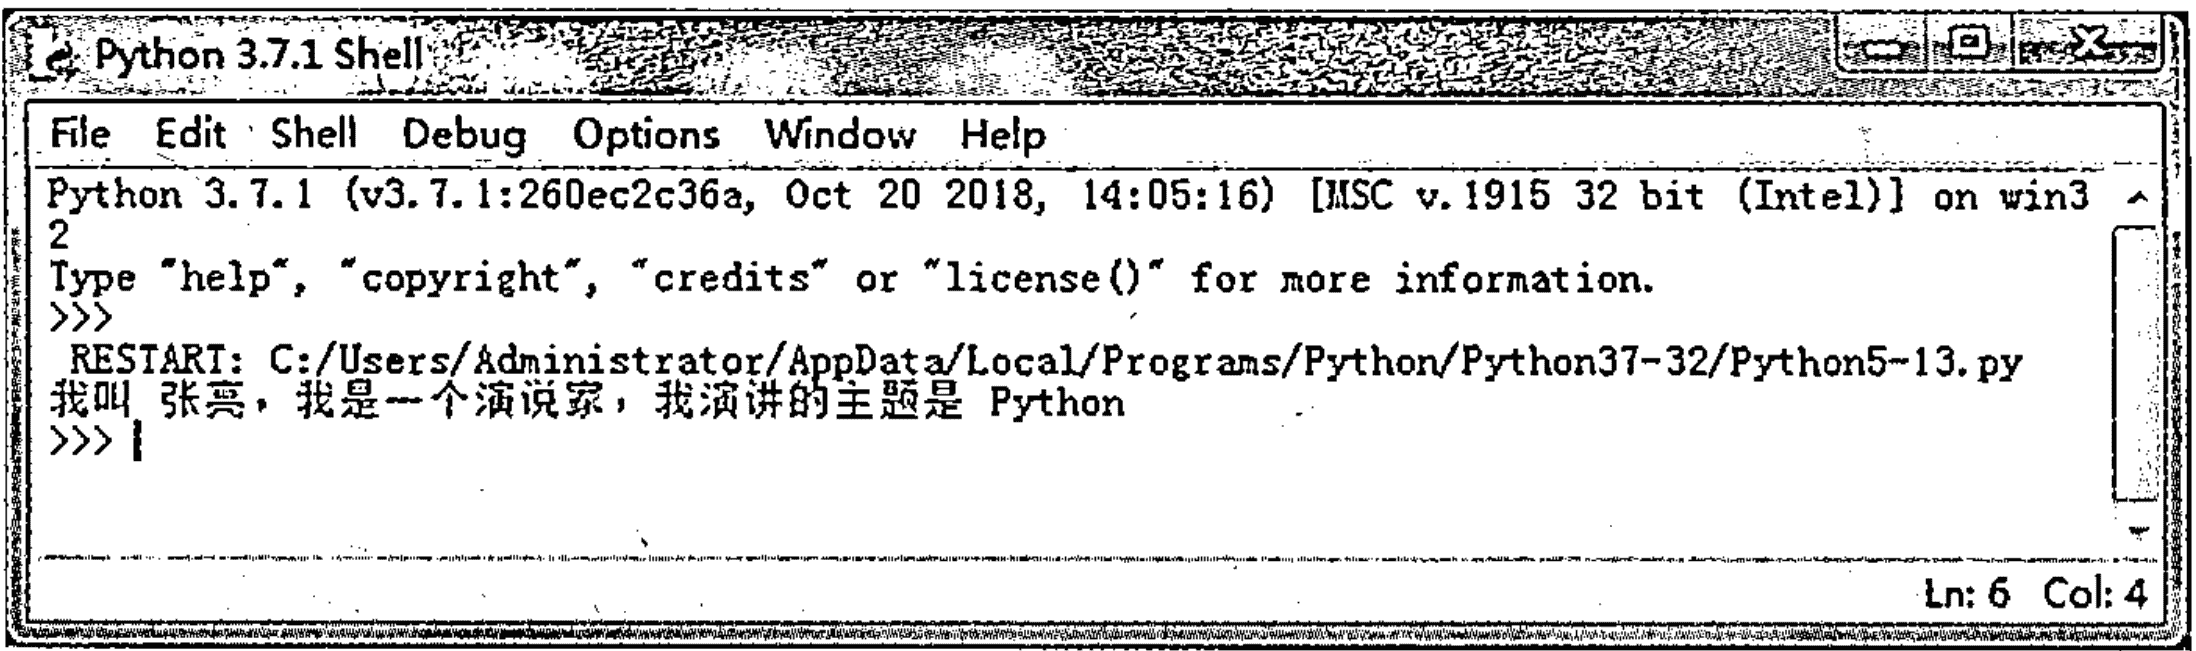 Python 3.7.1 Shell
File Edit Shell Debug Options Window Help
Python 3.7.1 (v3.7.1:260ec2c36a, Oct 20 2018, 14:05:16) [MSC v.1915 32 bit (Intel)] on win3
2
Type "help", "copyright", "credits" or "license()" for more information.
>>>
RESTART: C:/Users/Administrator/AppData/Local/Programs/Python/Python37-32/Python5-13.py
我叫 张亮，我是一个演说家，我演讲的主题是 Python
>>>
Ln: 6 Col: 4